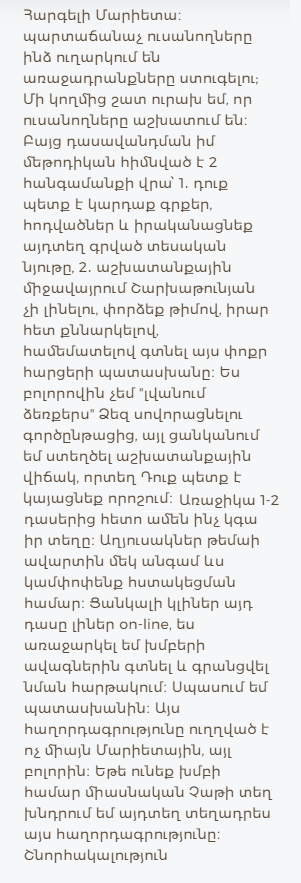 Հարգելի Մարիետա։
պարտաճանաչ ուսանողները
ինձ ուղարկում են
առաջադրանքները ստուգելու;
Մի կողմից շատ ուրախ եմ, որ
ուսանողները աշխատում են։
Բայց դասավանդման իմ
մեթոդիկան հիմնված է 2
հանգամանքի վրա՝ 1․ դուք
պետք է կարդաք գրքեր,
հոդվածներ և իրականացնեք
այդտեղ գրված տեսական
նյութը, 2․ աշխատանքային
միջավայրում Շարխաթունյան
չի լինելու, փորձեք թիմով, իրար
հետ քննարկելով,
համեմատելով գտնել այս փոքր
հարցերի պատասխանը։ Ես
բոլորովին չեմ "լվանում
ձեռքերս" Ձեզ սովորացնելու
գործընթացից, այլ ցանկանում
եմ ստեղծել աշխատանքային
վիճակ, որտեղ Դուք պետք է
կայացնեք որոշում։ Առաջիկա 1-2
դասերից հետո ամեն ինչ կգա
իր տեղը։ Աղյուսակներ թեմաի
ավարտին մեկ անգամ ևս
կամփոփենք հստակեցման
համար։ Ցանկալի կլիներ այդ
դասը լիներ on-line, ես
առաջարկել եմ խմբերի
ավագներին գտնել և գրանցվել
նման հարթակում։ Սպասում եմ
պատասխանին։ Այս
հաղորդագրությունը ուղղված է
ոչ միայն Մարիետային, այլ
բոլորին։ Եթե ունեք խմբի
համար միասնական Չաթի տեղ
խնդրում եմ այդտեղ տեղադրես
այս հաղորդագրությունը։
Շնորհակալություն